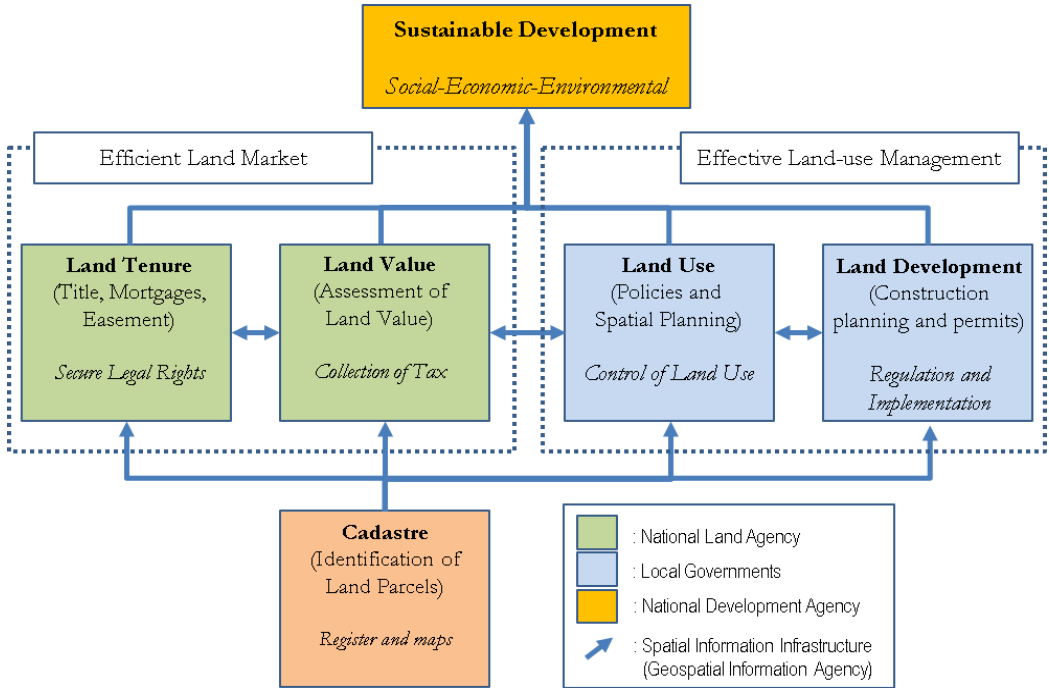 Sustainable Development
Social-Economic-Environmental
Efficient Land Market
Effective Land-use Management
Land Tenure
(Title, Mortgages,
Easement)
Secure Legal Rights
Land Value
(Assessment of
Land Value)
Collection of Tax
Land Use
(Policies and
Spatial Planning)
Control of Land Use
Land Development
(Construction
planning and permits)
Regulation and
Implementation
Cadastre
(Identification of
Land Parcels)
Register and maps
: National Land Agency
: Local Governments
: National Development Agency
: Spatial Information Infrastructure
(Geospatial Information Agency)